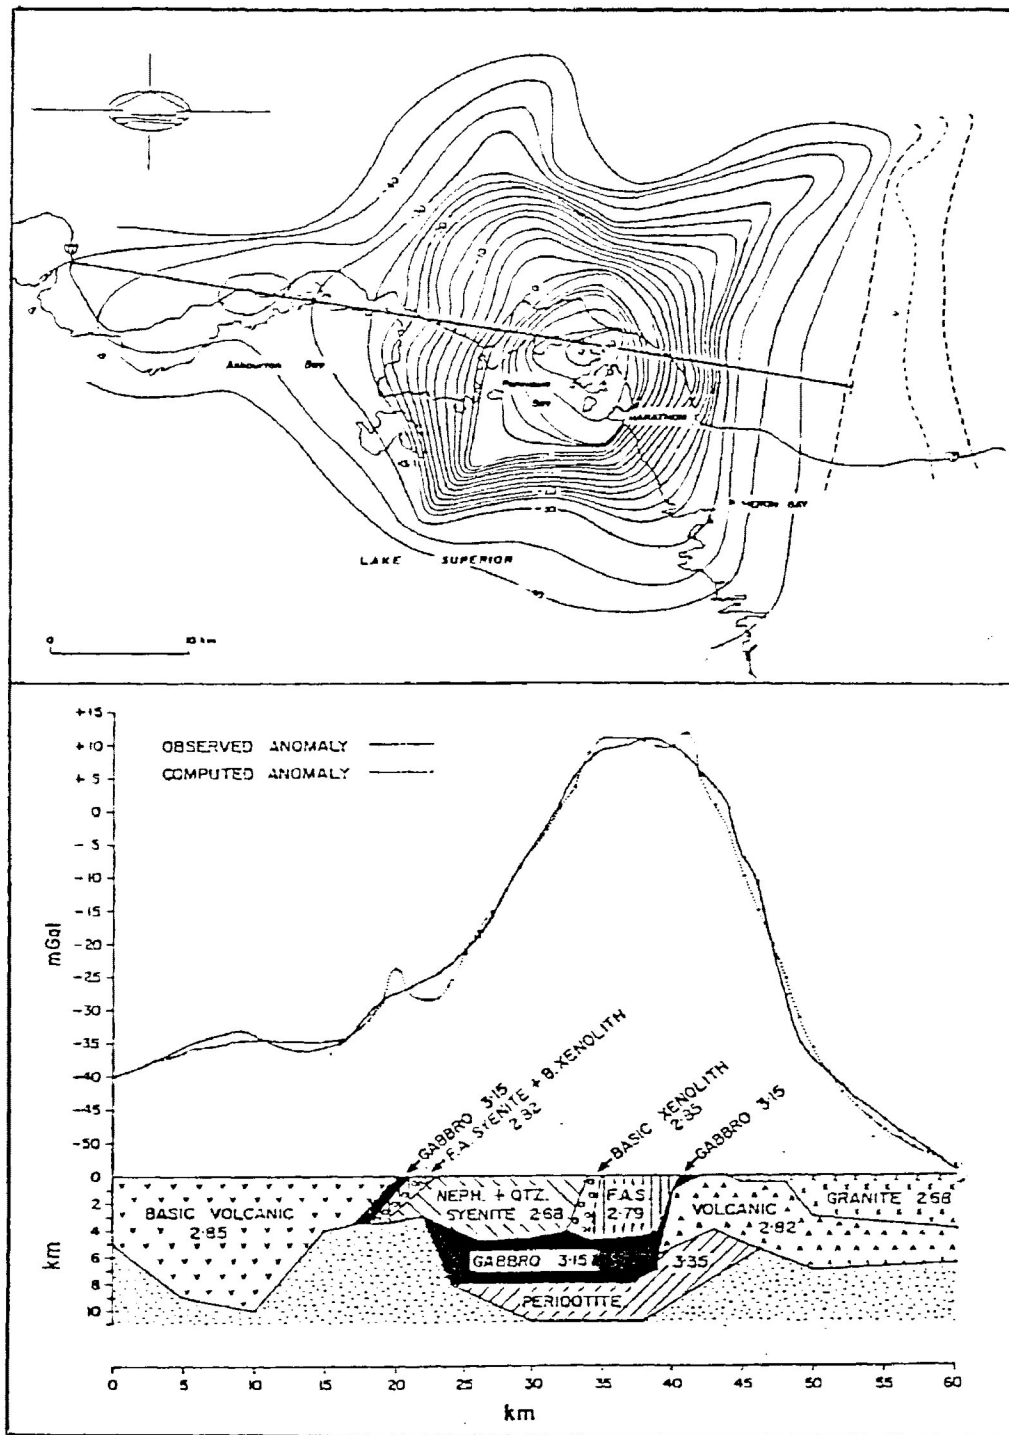 ASHBURTON BAY
BAY
MARATHON
HERON BAY
LAKE SUPERIOR
0 10 km
+15
+10
+5
0
-5
-10
-15
-20
-25
-30
-35
-40
-45
-50
mGal
OBSERVED ANOMALY
COMPUTED ANOMALY
GABBRO 3·15
F.A. SYENITE + B. XENOLITH
2·82
BASIC XENOLITH
2·85
GABBRO 3·15
0
2
4
6
8
10
km
BASIC VOLCANIC
2·85
NEPH. + QTZ.
SYENITE 2·68
F.A.S.
2·79
VOLCANIC
2·82
GRANITE 2·68
GABBRO 3·15
3·35
PERIDOTITE
0 5 10 15 20 25 30 35 40 45 50 55 60
km